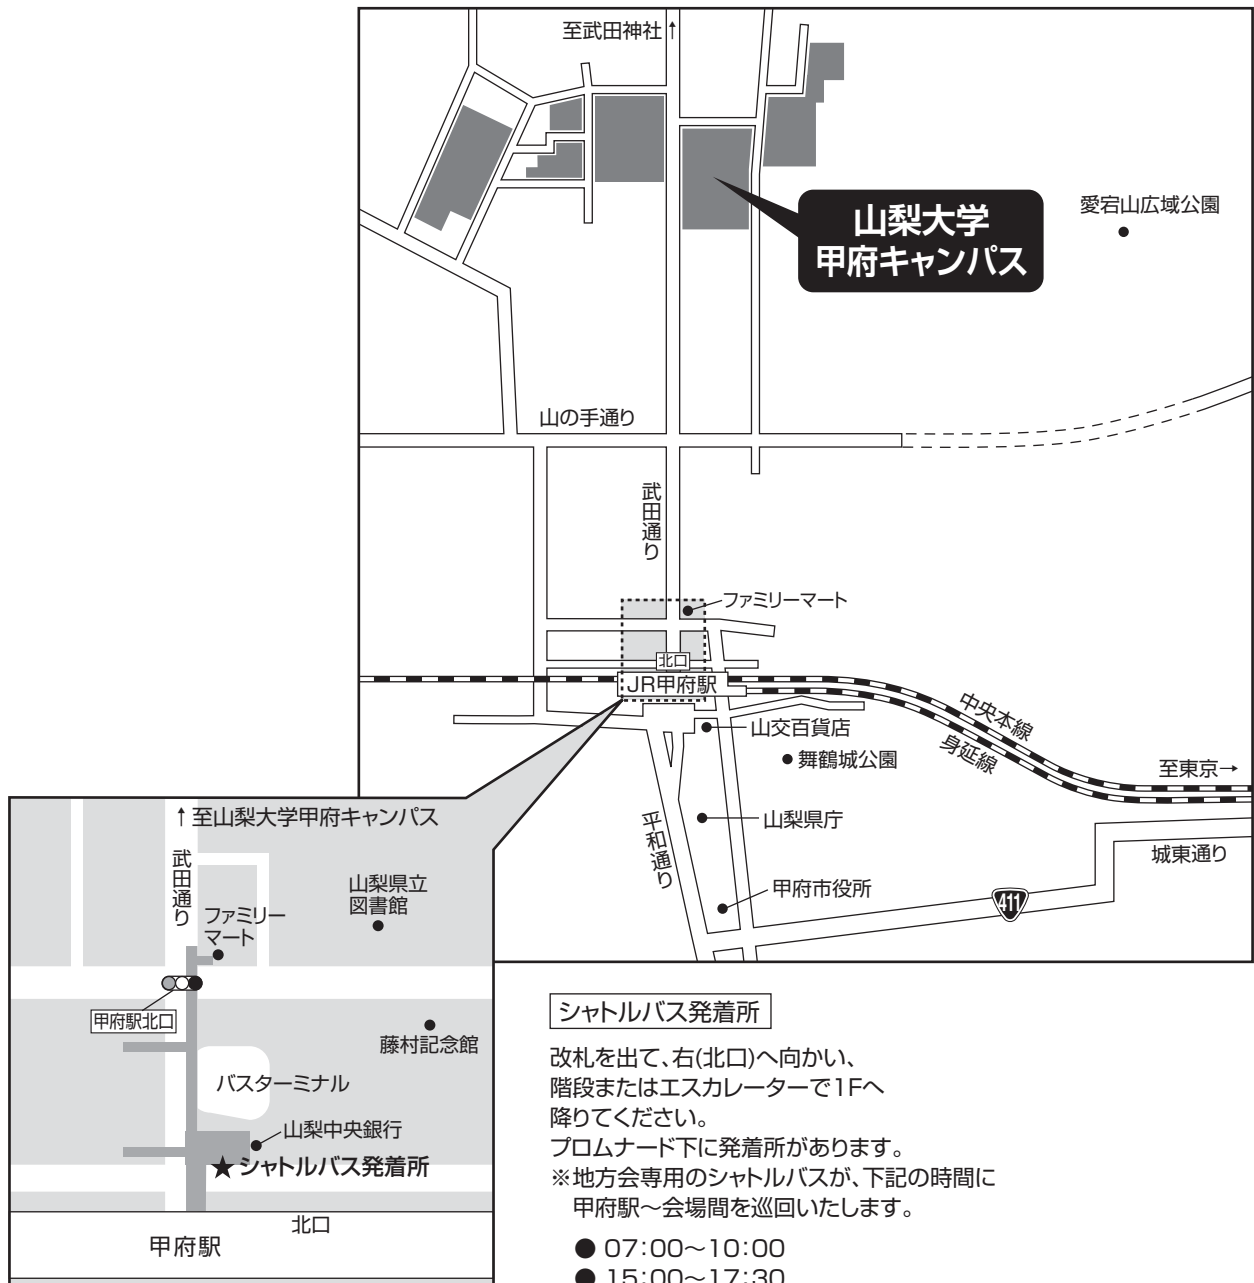 至武田神社↑
山梨大学
甲府キャンパス
愛宕山広域公園
山の手通り
武田通り
ファミリーマート
北口
JR甲府駅
中央本線
身延線
山交百貨店
舞鶴城公園
至東京→
平和通り
山梨県庁
城東通り
甲府市役所
411
↑至山梨大学甲府キャンパス
武田通り
山梨県立
図書館
ファミリー
マート
甲府駅北口
藤村記念館
バスターミナル
山梨中央銀行
★シャトルバス発着所
北口
甲府駅
シャトルバス発着所
改札を出て、右(北口)へ向かい、
階段またはエスカレーターで1Fへ
降りてください。
プロムナード下に発着所があります。
※地方会専用のシャトルバスが、下記の時間に
甲府駅～会場間を巡回いたします。
● 07:00～10:00
● 15:00～17:30